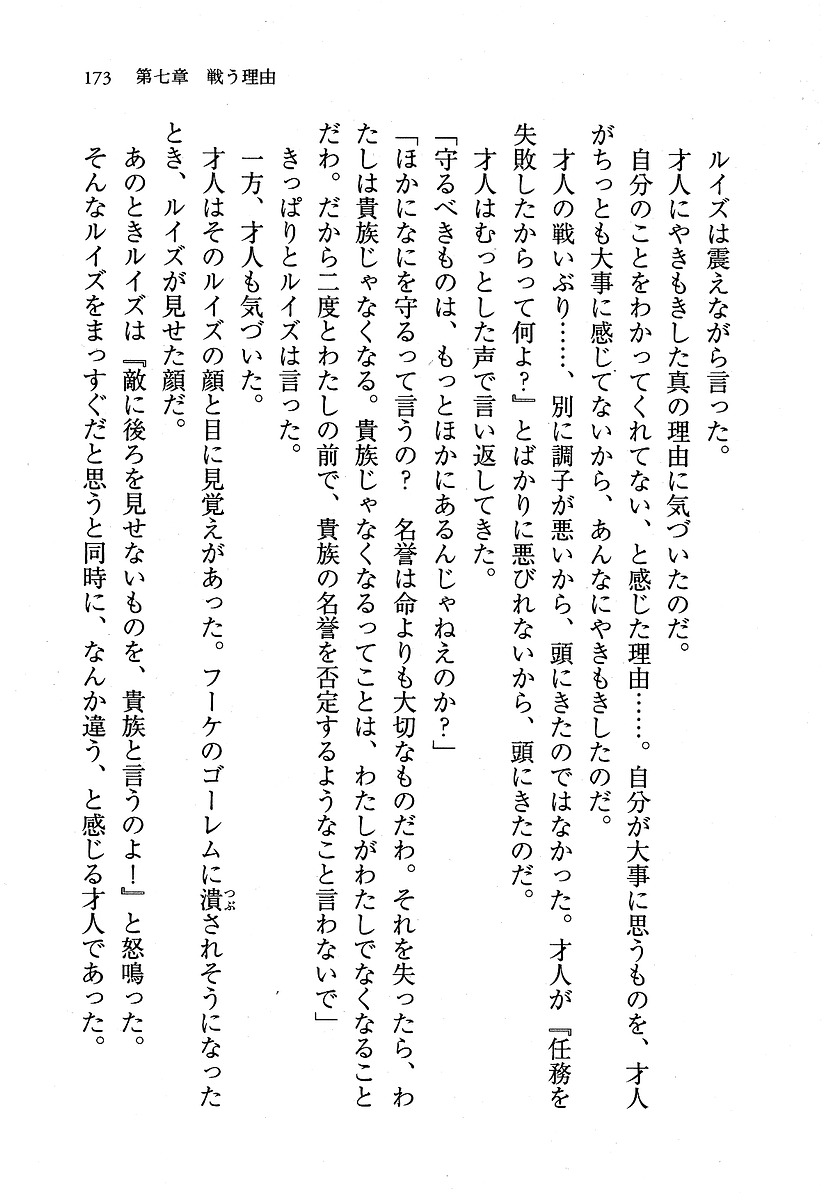 173　第七章　戦う理由
　ルイズは震えながら言った。
　才人にやきもきした真の理由に気づいたのだ。
　自分のことをわかってくれてない、と感じた理由……。自分が大事に思うものを、才人
がちっとも大事に感じてないから、あんなにやきもきしたのだ。
　才人の戦いぶり……、別に調子が悪いから、頭にきたのではなかった。才人が『任務を
失敗したからって何よ？』とばかりに悪びれないから、頭にきたのだ。
　才人はむっとした声で言い返してきた。
「守るべきものは、もっとほかにあるんじゃねえのか？」
「ほかになにを守るって言うの？　名誉は命よりも大切なものだわ。それを失ったら、わ
たしは貴族じゃなくなる。貴族じゃなくなるってことは、わたしがわたしでなくなること
だわ。だから二度とわたしの前で、貴族の名誉を否定するようなこと言わないで」
　きっぱりとルイズは言った。
　一方、才人も気づいた。
　才人はそのルイズの顔と目に見覚えがあった。フーケのゴーレムに潰つぶされそうになった
とき、ルイズが見せた顔だ。
　あのときルイズは『敵に後ろを見せないものを、貴族と言うのよ！』と怒鳴った。
　そんなルイズをまっすぐだと思うと同時に、なんか違う、と感じる才人であった。